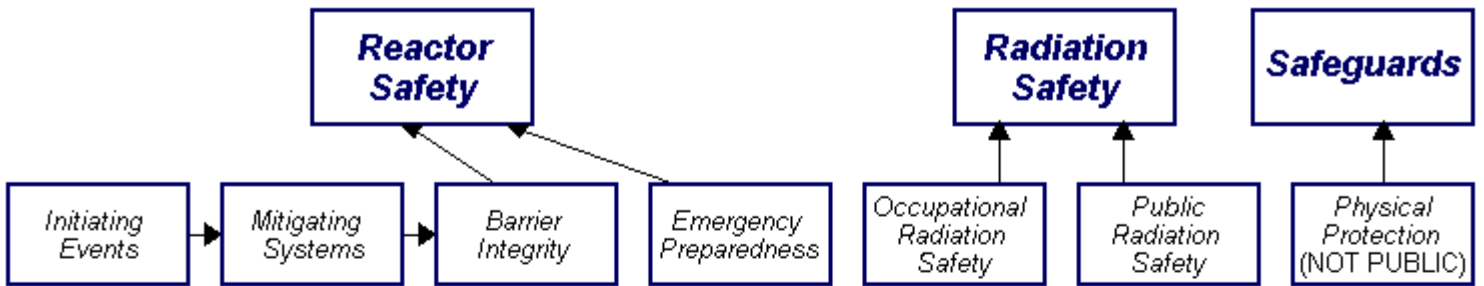 Reactor
Safety
Radiation
Safety
Safeguards
Initiating
Events
Mitigating
Systems
Barrier
Integrity
Emergency
Preparedness
Occupational
Radiation
Safety
Public
Radiation
Safety
Physical
Protection
(NOT PUBLIC)